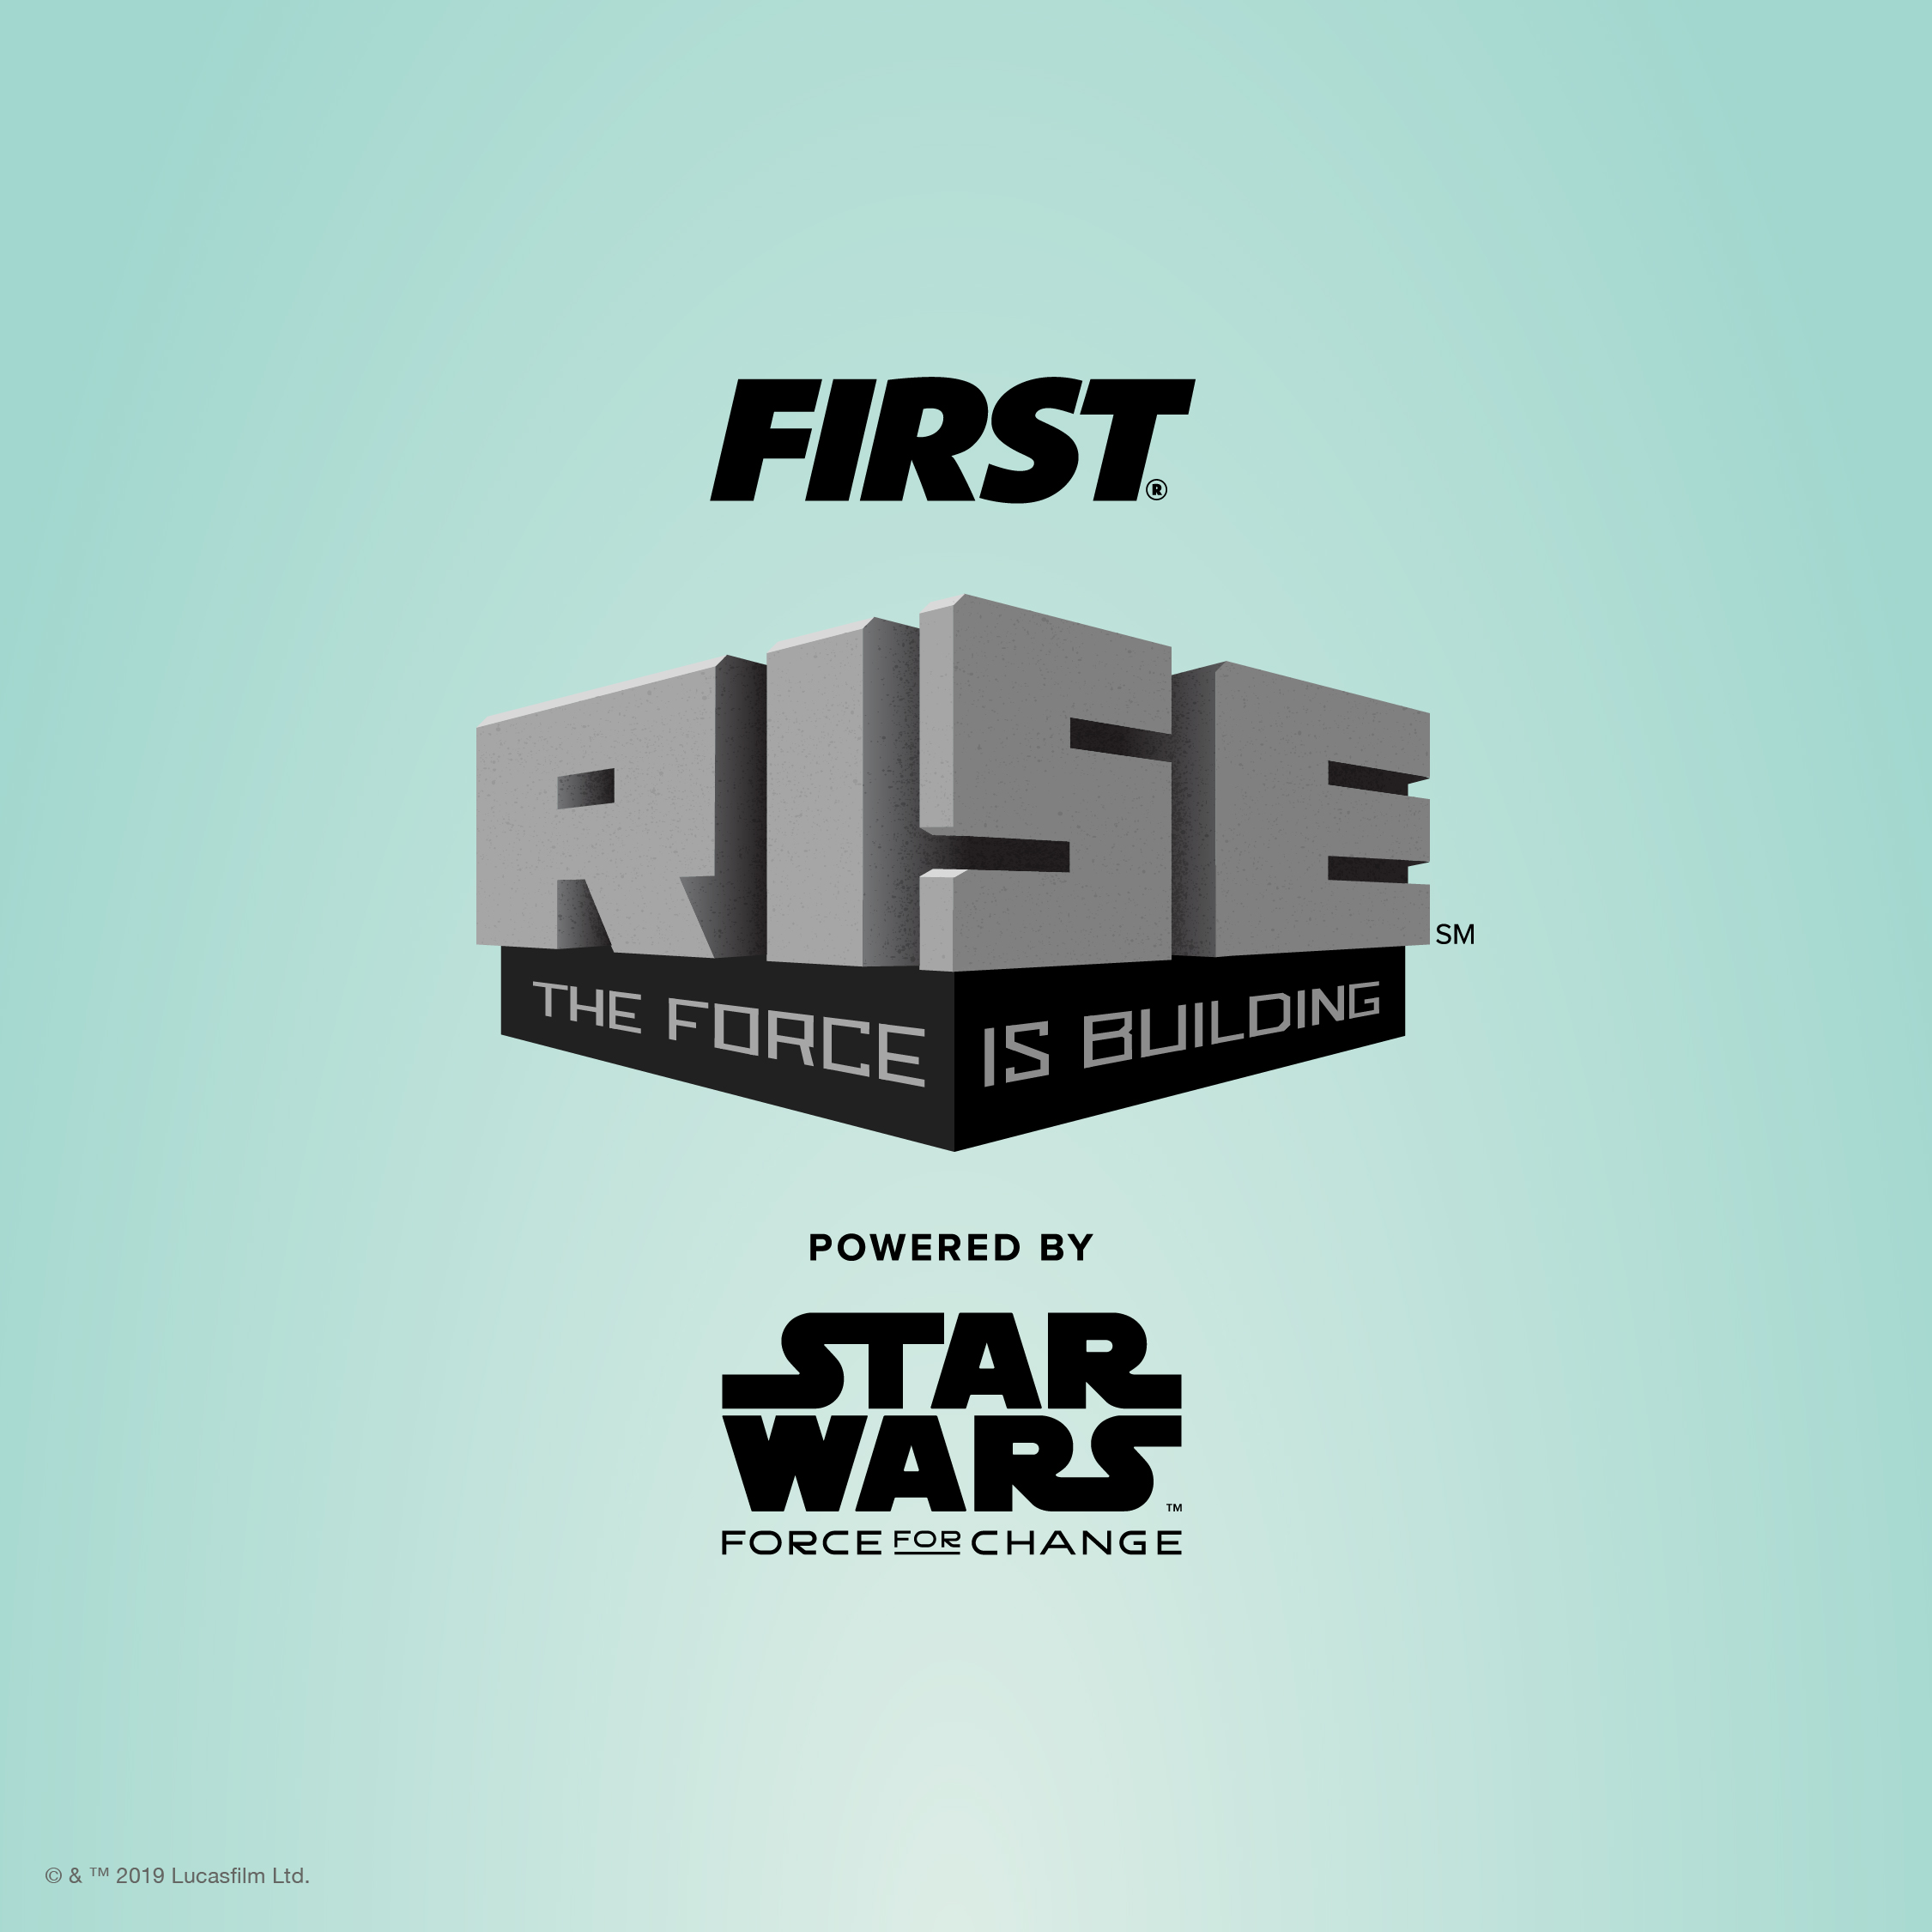 FIRST®
RISE℠
THE FORCE IS BUILDING
POWERED BY
STAR
WARS™
FORCE FOR CHANGE
© & ™ 2019 Lucasfilm Ltd.